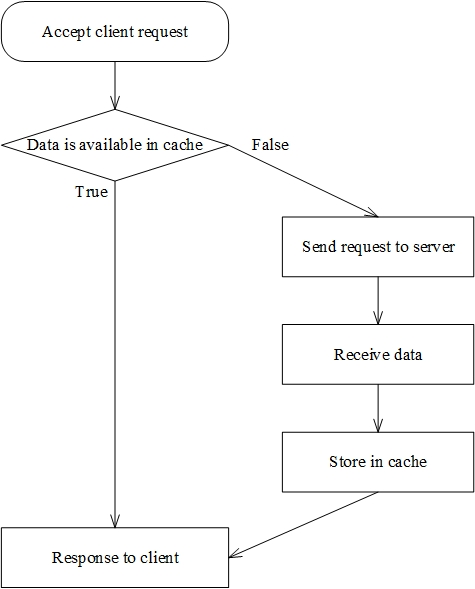 Accept client request
Data is available in cache
False
True
Send request to server
Receive data
Store in cache
Response to client